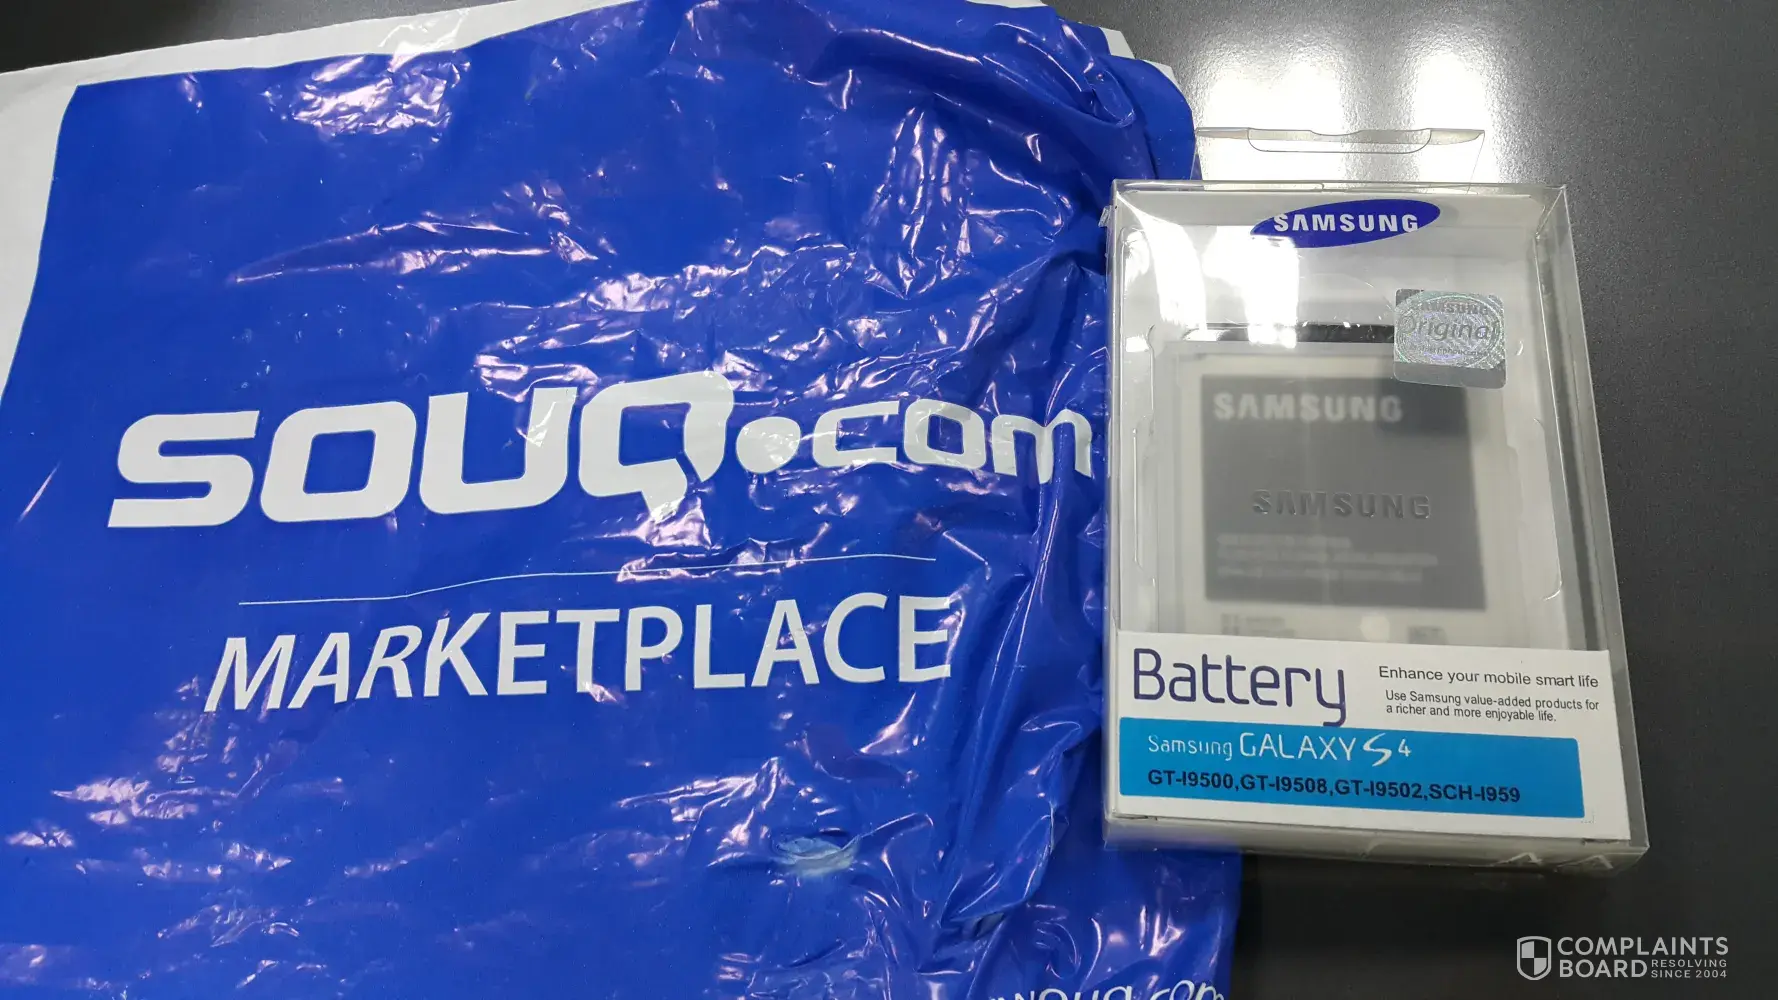 souq.com
MARKETPLACE
SAMSUNG
SAMSUNG
Original
SAMSUNG
SAMSUNG
Battery
Enhance your mobile smart life
Use Samsung value-added products for
a richer and more enjoyable life.
Samsung GALAXY S4
GT-I9500,GT-I9508,GT-I9502,SCH-I959
COMPLAINTS
BOARD RESOLVING
SINCE 2004